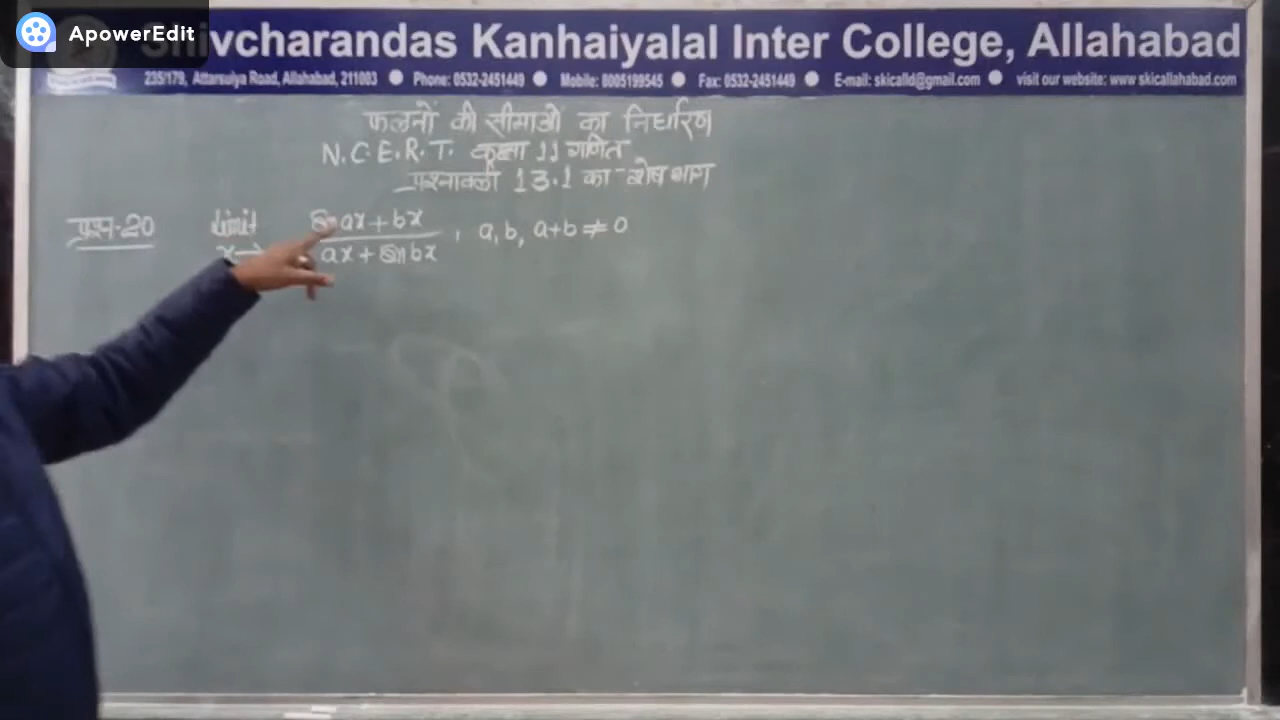 ApowerEdit
Shivcharandas Kanhaiyalal Inter College, Allahabad
235/179, Attarsuiya Road, Allahabad, 211003 ● Phone: 0532-2451449 ● Mobile: 8005199545 ● Fax: 0532-2451449 ● E-mail: skicalld@gmail.com ● visit our website: www skicallahabad.com
फलनों की सीमाओं का निर्धारण
N.C.E.R.T. कक्षा 11 गणित
प्रश्नावली 13.1 का शेष भाग
प्रश्न-20 limit x→ (sin ax+bx)/(ax+sin bx), a, b, a+b≠0